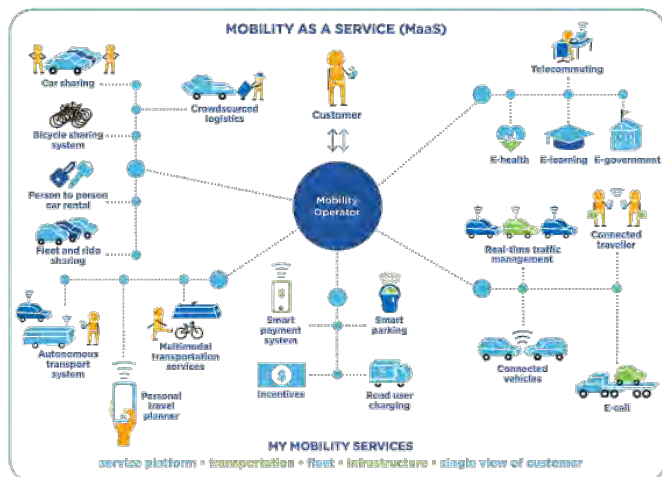 MOBILITY AS A SERVICE (MaaS)
Car sharing
Crowdsourced
logistics
Customer
Telecommuting
Bicycle sharing
system
E-health
E-learning
E-government
Person to person
car rental
Mobility
Operator
Fleet and ride
sharing
Real-time traffic
management
Connected
traveller
Autonomous
transport
system
Multimodal
transportation
services
Smart
payment
system
Smart
parking
Personal
travel
planner
Incentives
Road user
charging
Connected
vehicles
E-call
MY MOBILITY SERVICES
service platform • transportation • fleet • infrastructure • single view of customer